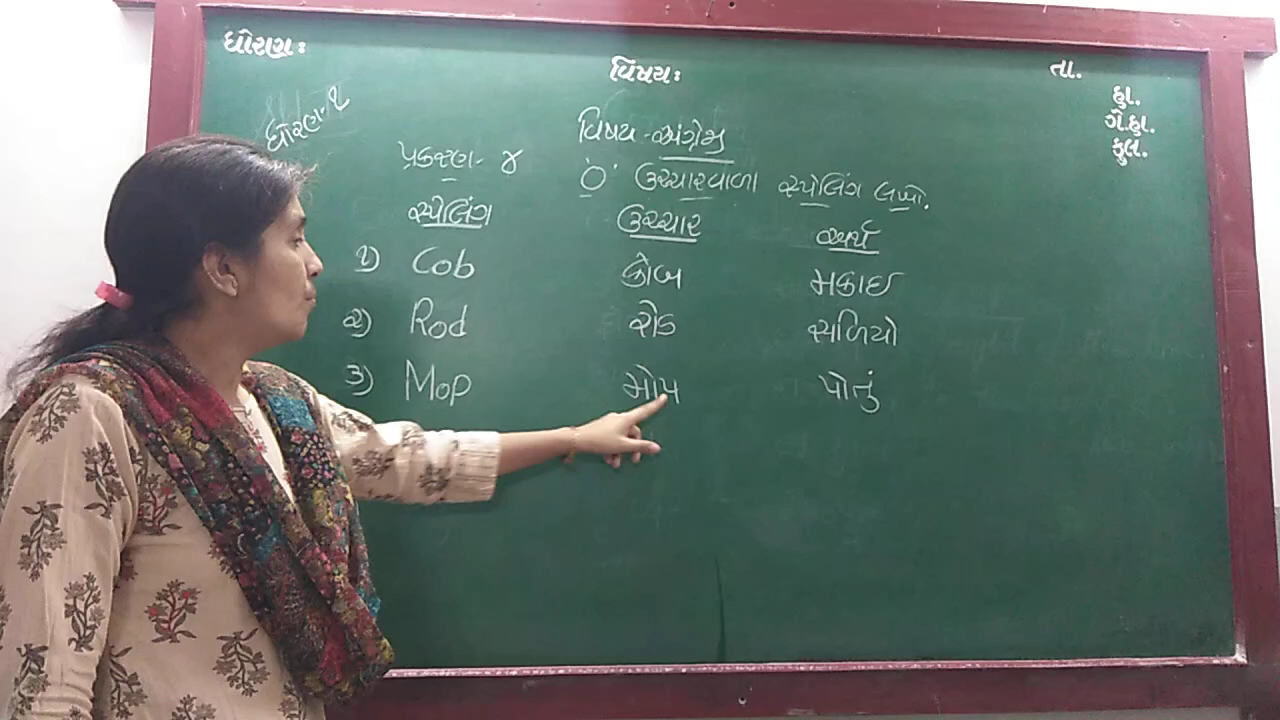 ધોરણઃ વિષયઃ તા.
હા.
ગે.હા.
કુલ.
ધોરણ-૧
વિષય - અંગ્રેજી
પ્રકરણ - ૪
'ઠ' ઉચ્ચારવાળા સ્પેલિંગ લખો.
સ્પેલિંગ ઉચ્ચાર અર્થ
૧) Cob કોબ મકાઈ
૨) Rod રોડ સળિયો
૩) Mop મોપ પોતું